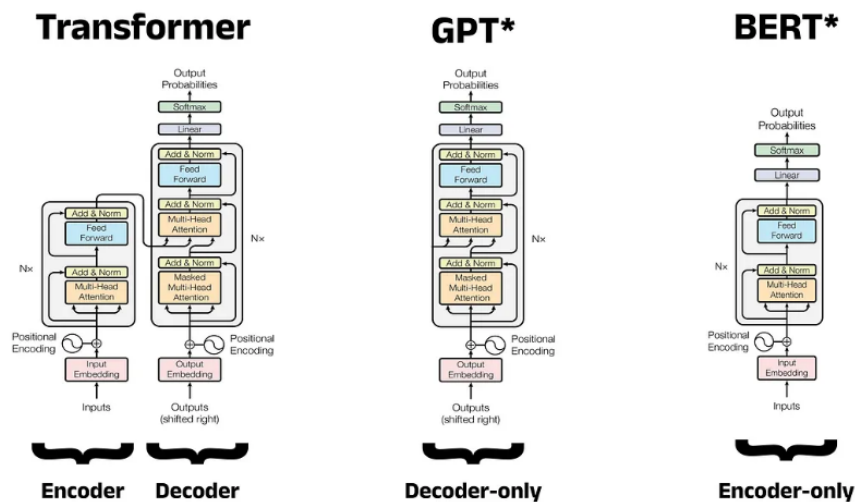 Transformer
Output
Probabilities
Softmax
Linear
Add & Norm
Feed
Forward
Add & Norm
Multi-Head
Attention
Add & Norm
Masked
Multi-Head
Attention
Nx
Add & Norm
Feed
Forward
Add & Norm
Multi-Head
Attention
Nx
Positional
Encoding
Positional
Encoding
Input
Embedding
Output
Embedding
Inputs
Outputs
(shifted right)
Encoder
Decoder
GPT*
Output
Probabilities
Softmax
Linear
Add & Norm
Feed
Forward
Add & Norm
Multi-Head
Attention
Nx
Add & Norm
Masked
Multi-Head
Attention
Positional
Encoding
Output
Embedding
Outputs
(shifted right)
Decoder-only
BERT*
Output
Probabilities
Softmax
Linear
Add & Norm
Feed
Forward
Nx
Add & Norm
Multi-Head
Attention
Positional
Encoding
Input
Embedding
Inputs
Encoder-only